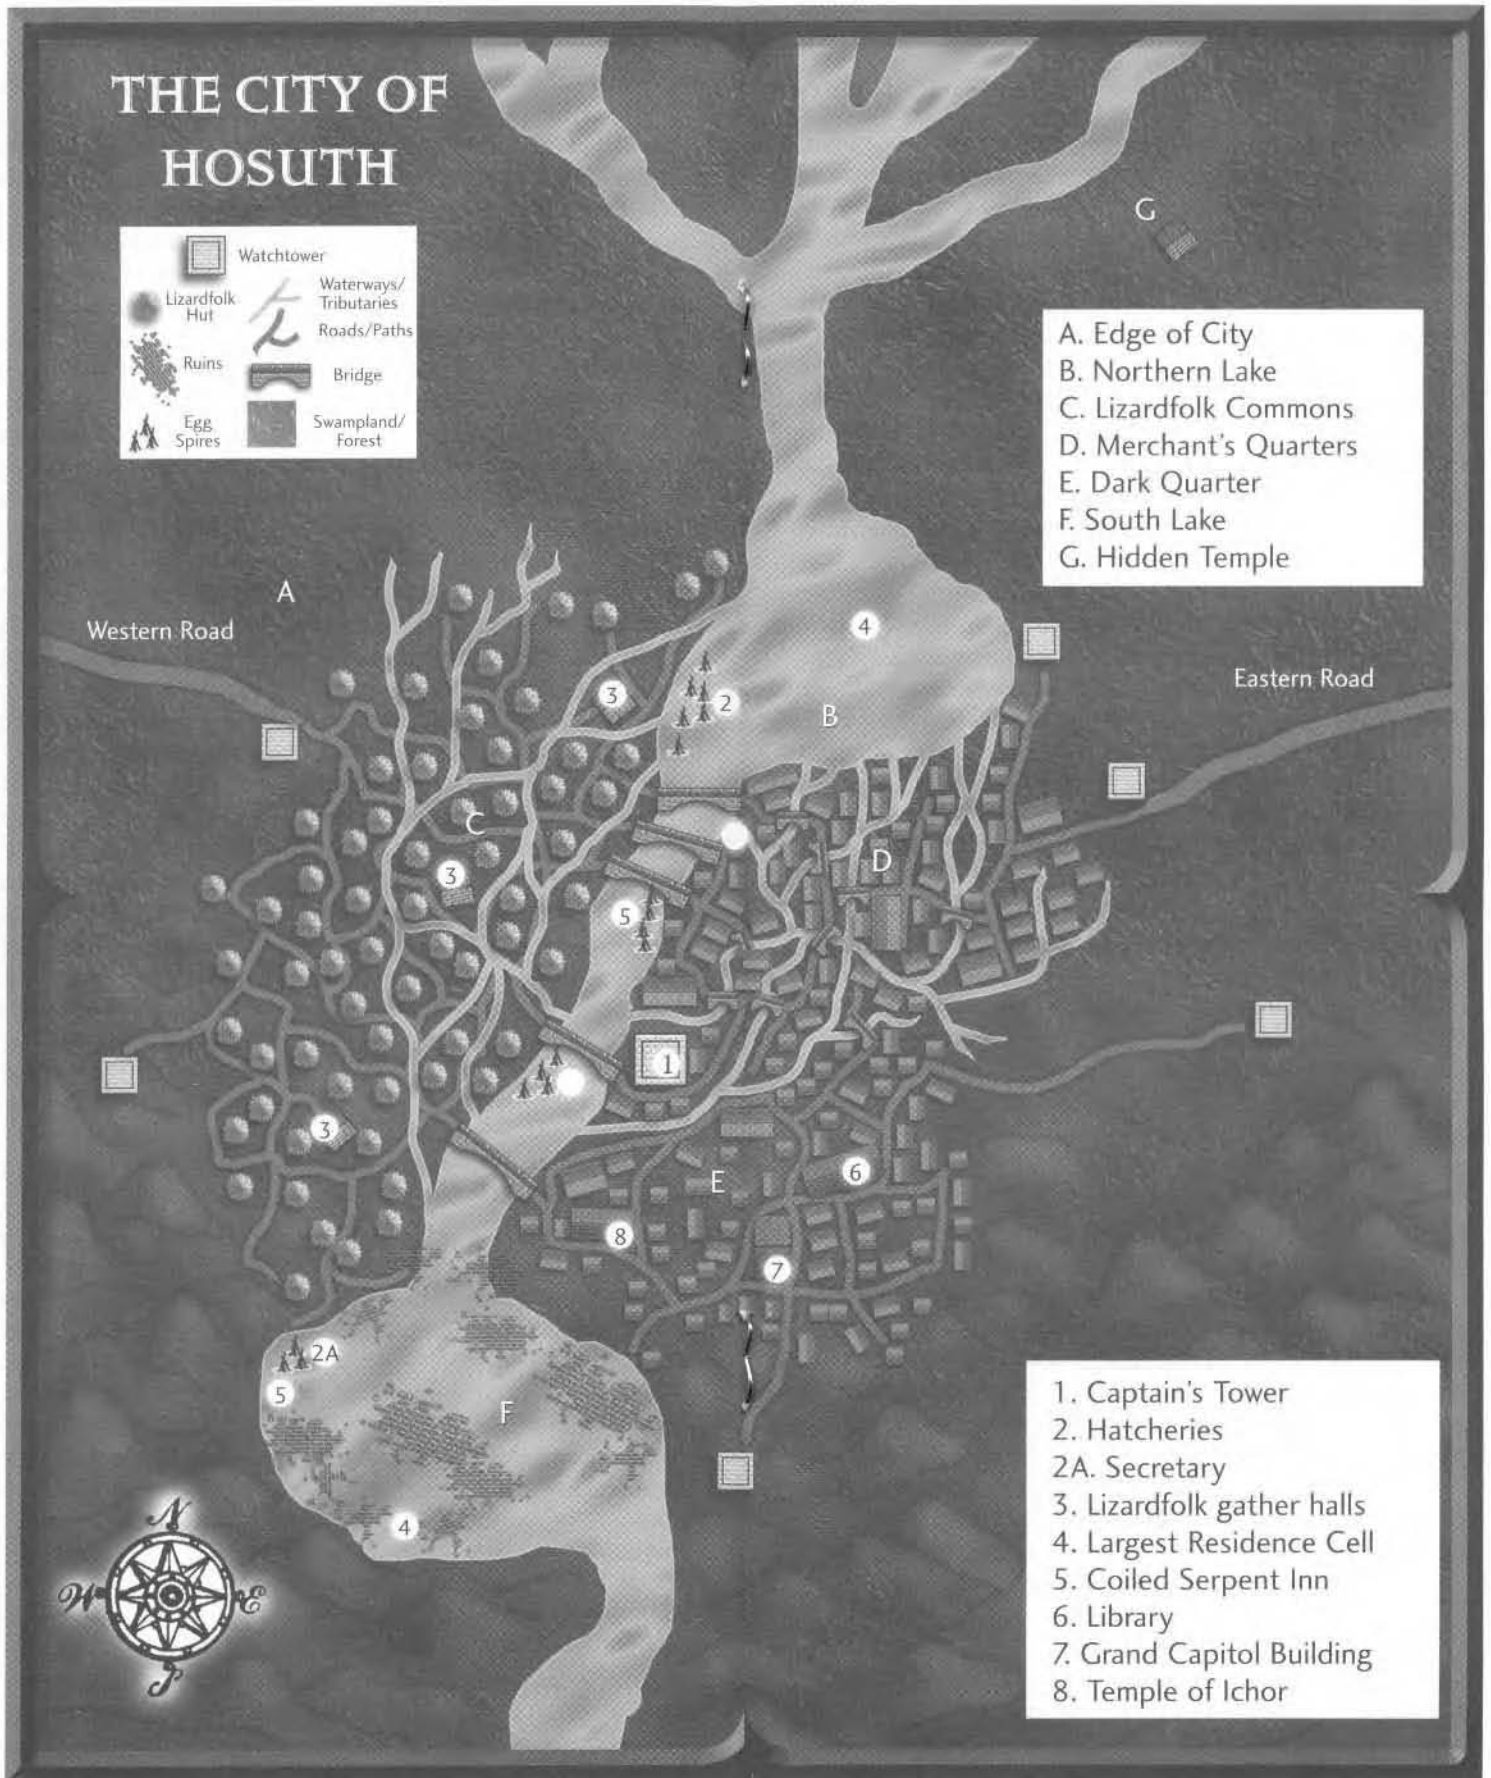 THE CITY OF
HOSUTH
Watchtower
Lizardfolk
Hut
Waterways/
Tributaries
Roads/Paths
Ruins
Bridge
Egg
Spires
Swampland/
Forest
G
A. Edge of City
B. Northern Lake
C. Lizardfolk Commons
D. Merchant's Quarters
E. Dark Quarter
F. South Lake
G. Hidden Temple
A
Western Road
4
Eastern Road
3
2
B
C
D
3
5
1
3
6
E
8
7
2A
5
F
4
N
W
E
S
1. Captain's Tower
2. Hatcheries
2A. Secretary
3. Lizardfolk gather halls
4. Largest Residence Cell
5. Coiled Serpent Inn
6. Library
7. Grand Capitol Building
8. Temple of Ichor